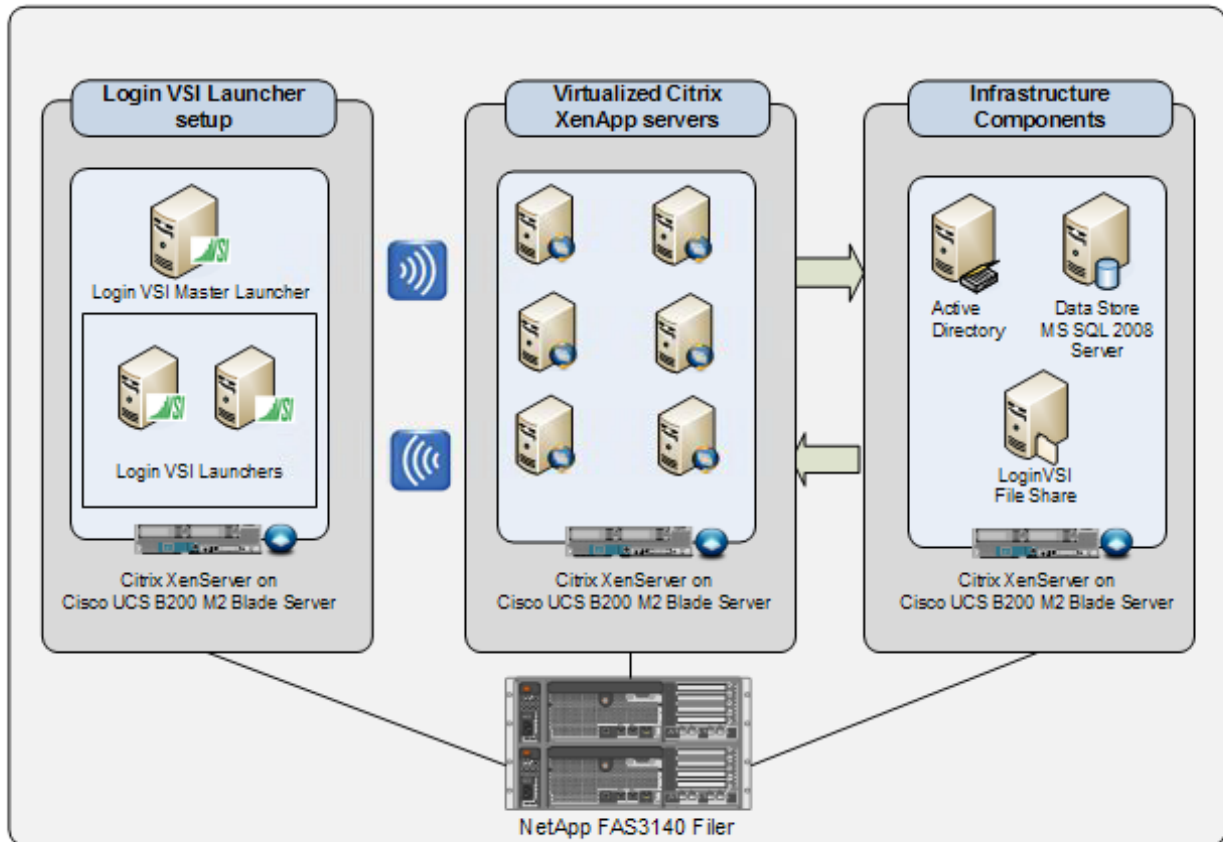 Login VSI Launcher
setup
Virtualized Citrix
XenApp servers
Infrastructure
Components
VSI
Login VSI Master Launcher
VSI
VSI
Login VSI Launchers
Active
Directory
Data Store
MS SQL 2008
Server
LoginVSI
File Share
Citrix XenServer on
Cisco UCS B200 M2 Blade Server
Citrix XenServer on
Cisco UCS B200 M2 Blade Server
Citrix XenServer on
Cisco UCS B200 M2 Blade Server
NetApp FAS3140 Filer